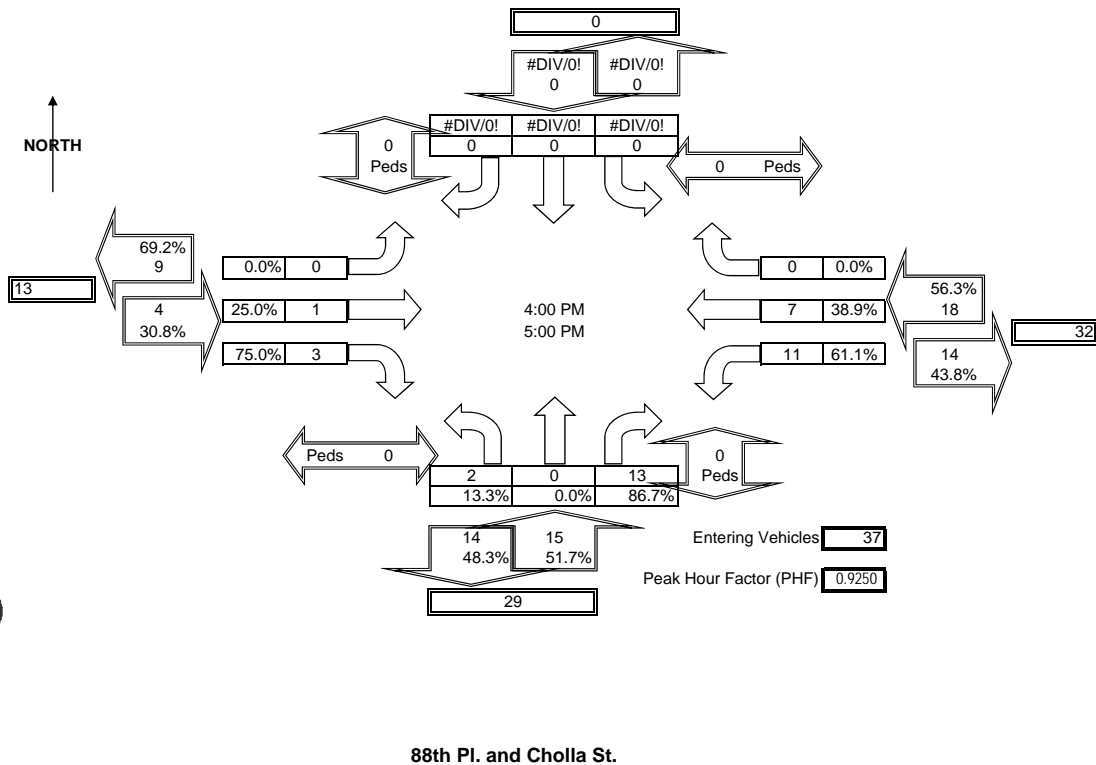 0
#DIV/0! #DIV/0!
0 0
#DIV/0! #DIV/0! #DIV/0!
0 0 0
NORTH
0
Peds
0 Peds
69.2%
9
13
4
30.8%
0.0% 0
25.0% 1
75.0% 3
4:00 PM
5:00 PM
0 0.0%
7 38.9%
11 61.1%
56.3%
18
32
14
43.8%
Peds 0
2 0 13
13.3% 0.0% 86.7%
0
Peds
14 15
48.3% 51.7%
29
Entering Vehicles 37
Peak Hour Factor (PHF) 0.9250
88th Pl. and Cholla St.